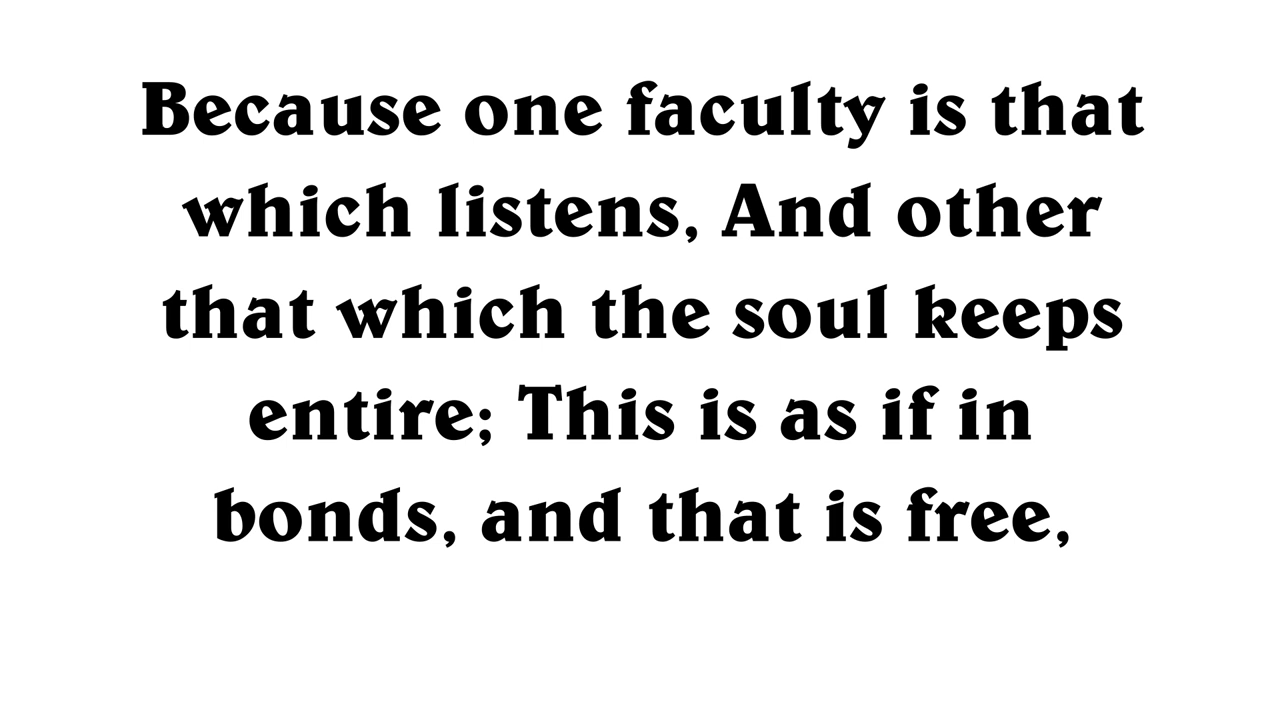 Because one faculty is that
which listens, And other
that which the soul keeps
entire; This is as if in
bonds, and that is free,